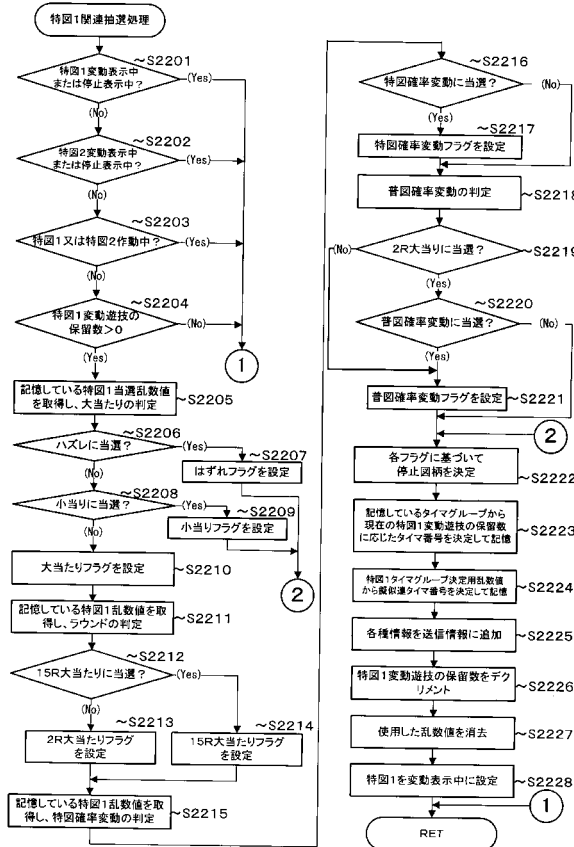 特図1関連抽選処理
~S2201
特図1変動表示中
または停止表示中?
(Yes)
(No)
~S2202
特図2変動表示中
または停止表示中?
(Yes)
(No)
~S2203
特図1又は特図2作動中?
(Yes)
(No)
~S2204
特図1変動遊技の
保留数>0
(No)
(Yes)
1
記憶している特図1当選乱数値
を取得し、大当たりの判定
~S2205
~S2206
ハズレに当選?
(Yes)
(No)
~S2207
はずれフラグを設定
~S2208
小当りに当選?
(Yes)
(No)
~S2209
小当りフラグを設定
2
大当たりフラグを設定
~S2210
記憶している特図1乱数値を取
得し、ラウンドの判定
~S2211
~S2212
15R大当たりに当選?
(Yes)
(No)
~S2213
2R大当たりフラグ
を設定
~S2214
15R大当たりフラグ
を設定
記憶している特図1乱数値を取
得し、特図確率変動の判定
~S2215
~S2216
特図確率変動に当選?
(No)
(Yes)
~S2217
特図確率変動フラグを設定
普図確率変動の判定
~S2218
2R大当りに当選?
~S2219
(No)
(Yes)
~S2220
普図確率変動に当選?
(No)
(Yes)
普図確率変動フラグを設定
~S2221
2
各フラグに基づいて
停止図柄を決定
~S2222
記憶しているタイマグループから
現在の特図1変動遊技の保留数
に応じたタイマ番号を決定して記憶
~S2223
特図1タイマグループ決定用乱数値
から擬似連タイマ番号を決定して記憶
~S2224
各種情報を送信情報に追加
~S2225
特図1変動遊技の保留数をデク
リメント
~S2226
使用した乱数値を消去
~S2227
特図1を変動表示中に設定
~S2228
1
RET